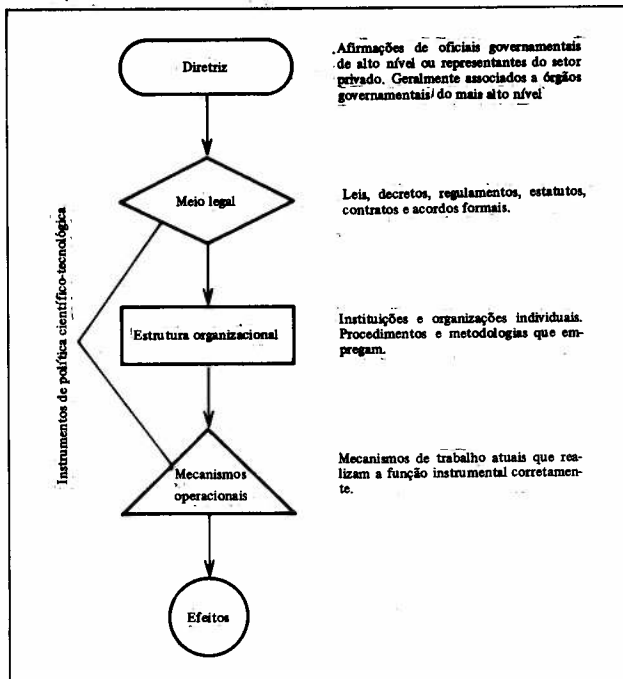 Diretriz
Afirmações de oficiais governamentais
de alto nível ou representantes do setor
privado. Geralmente associados a órgãos
governamentais do mais alto nível
Meio legal
Leis, decretos, regulamentos, estatutos,
contratos e acordos formais.
Instrumentos de política científico-tecnológica
Estrutura organizacional
Instituições e organizações individuais.
Procedimentos e metodologias que em-
pregam.
Mecanismos
operacionais
Mecanismos de trabalho atuais que rea-
lizam a função instrumental corretamen-
te.
Efeitos